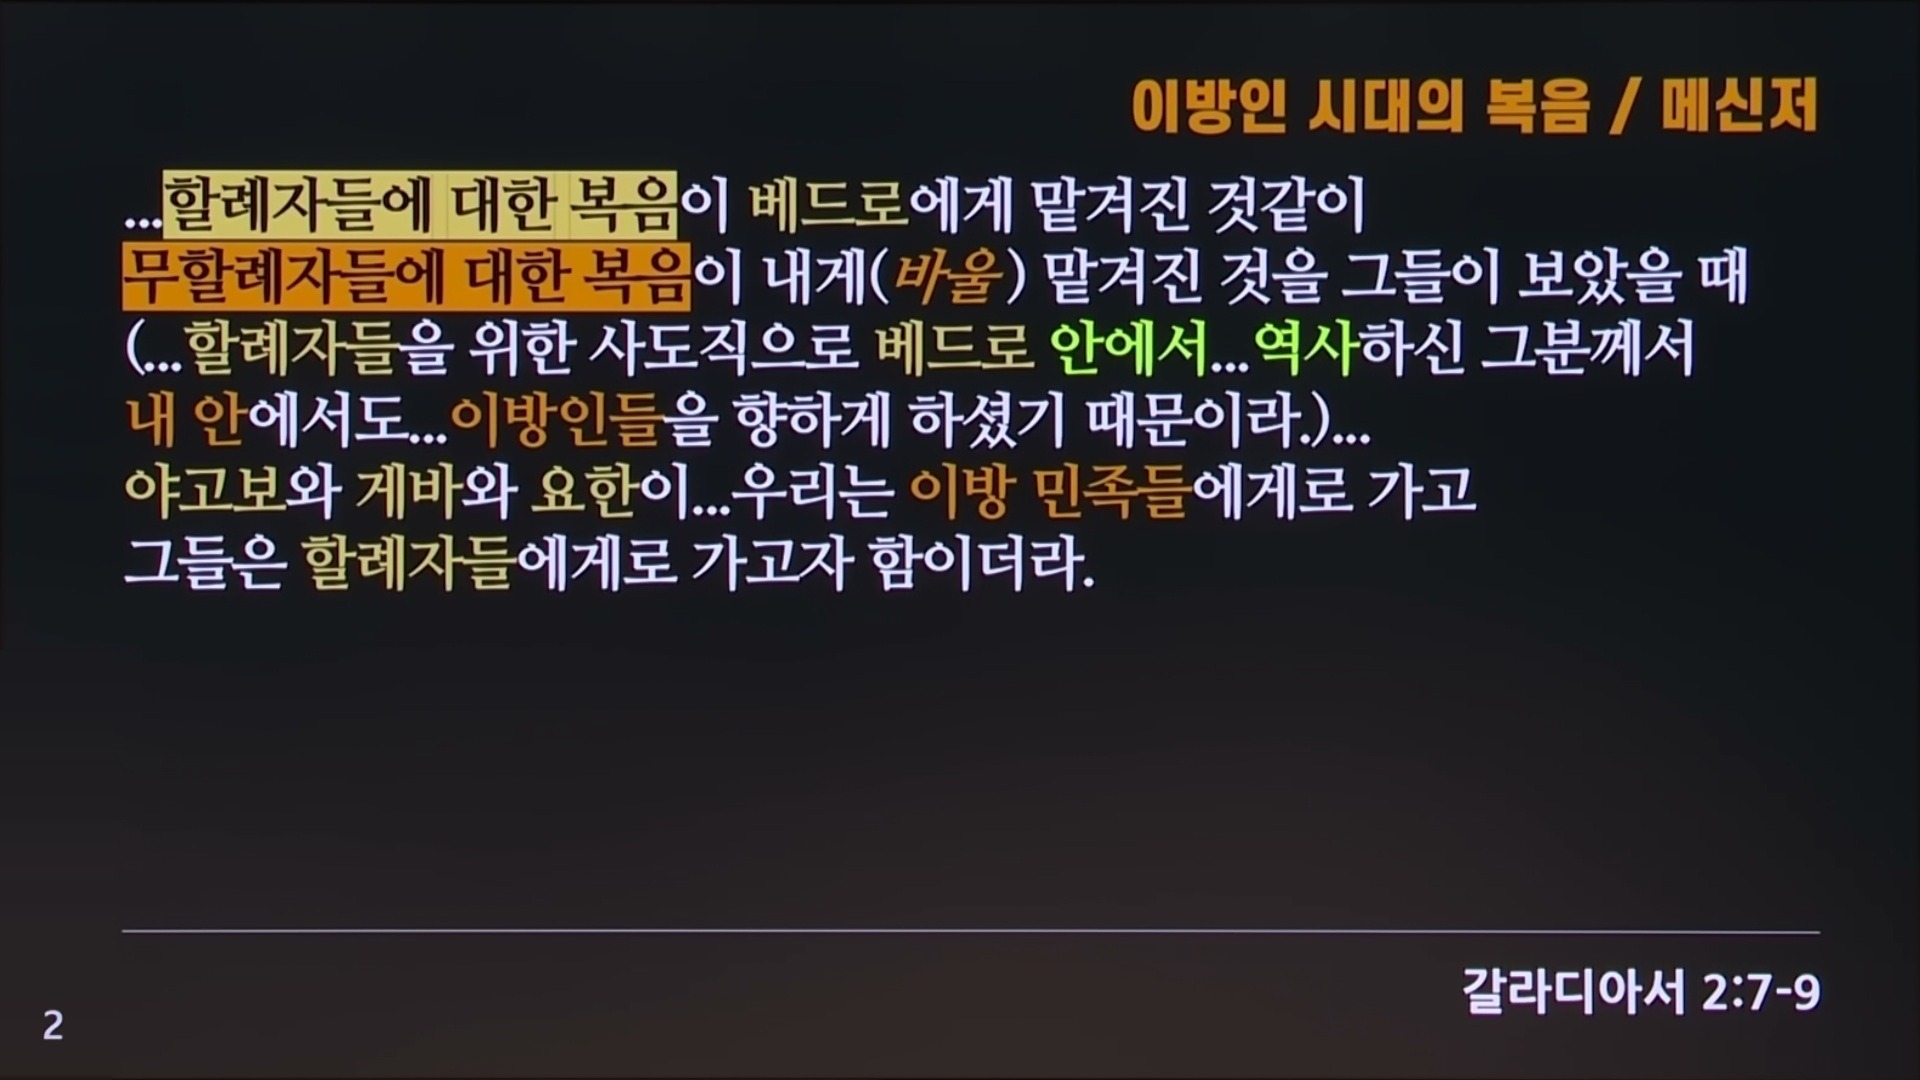 이방인 시대의 복음 / 메신저
...할례자들에 대한 복음이 베드로에게 맡겨진 것같이
무할례자들에 대한 복음이 내게(바울) 맡겨진 것을 그들이 보았을 때
(...할례자들을 위한 사도직으로 베드로 안에서...역사하신 그분께서
내 안에서도...이방인들을 향하게 하셨기 때문이라.)...
야고보와 게바와 요한이...우리는 이방 민족들에게로 가고
그들은 할례자들에게로 가고자 함이더라.
갈라디아서 2:7-9
2